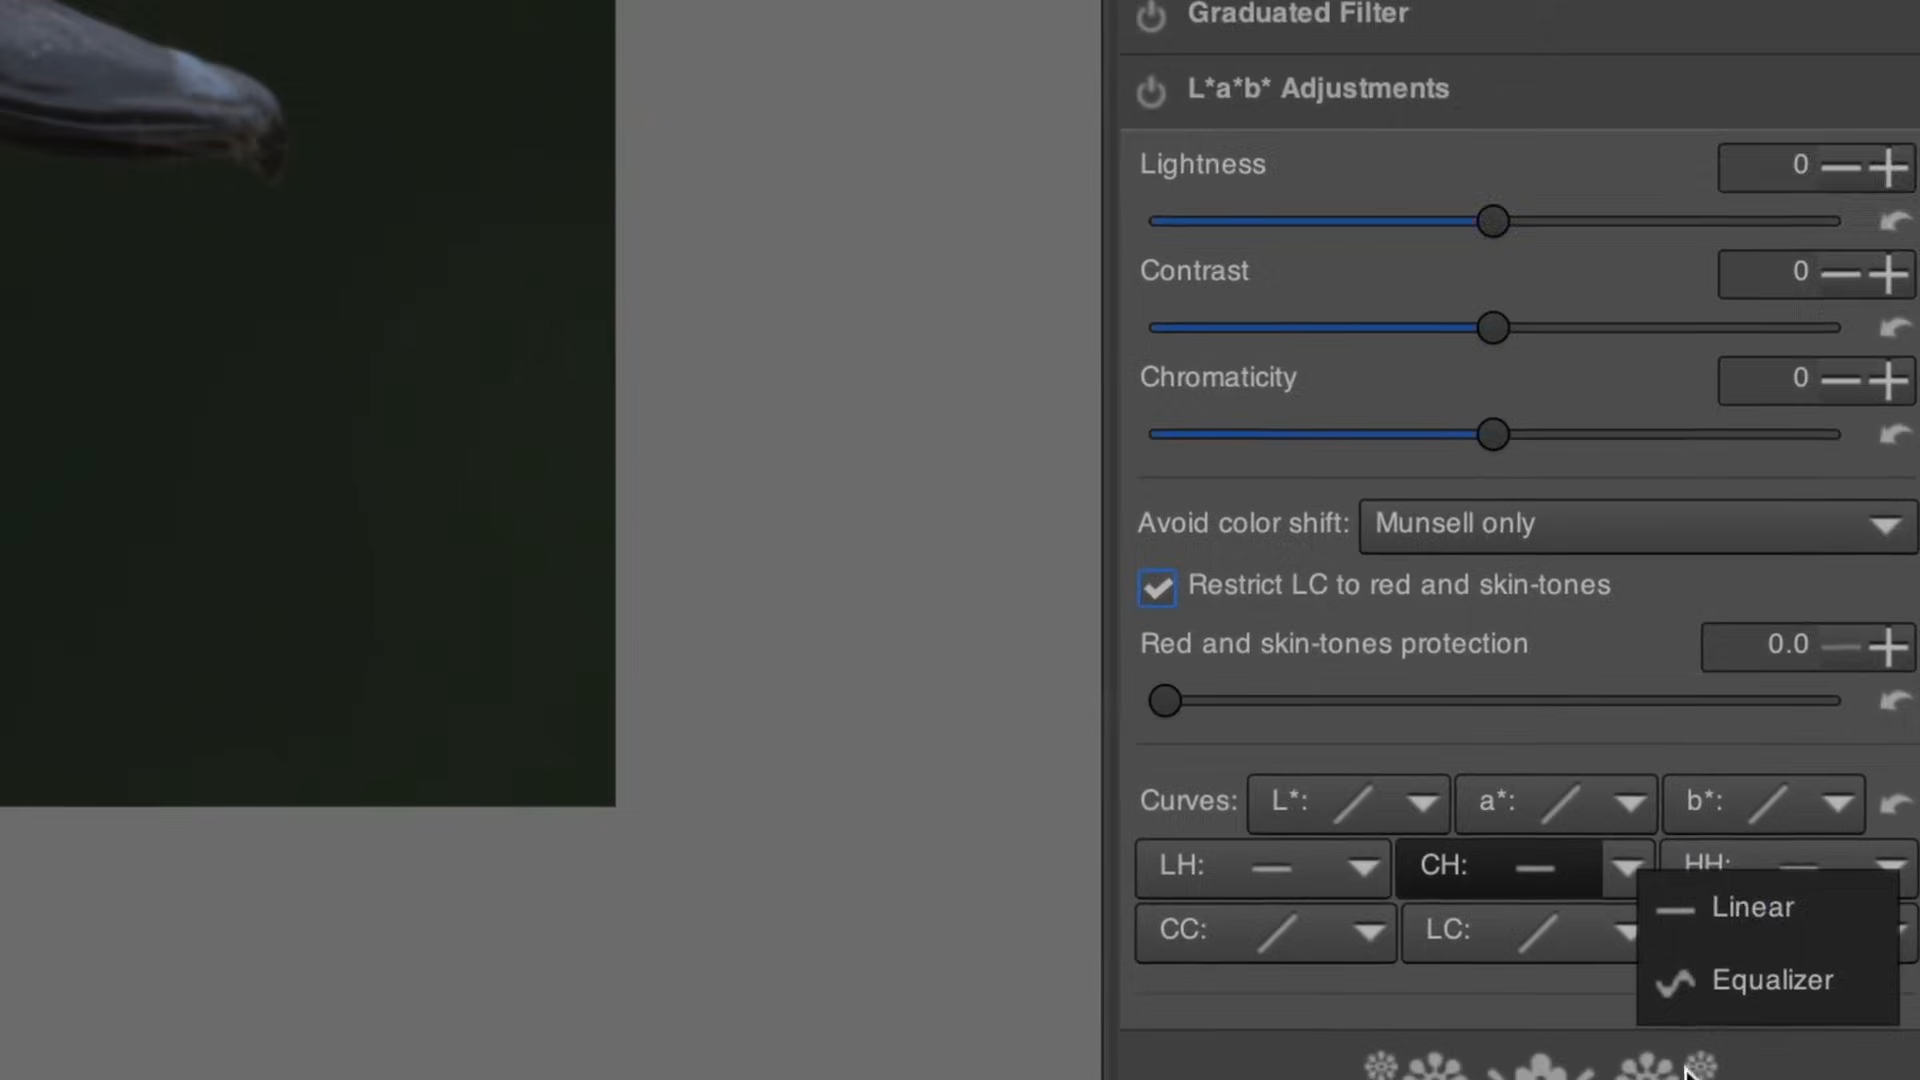 Graduated Filter
L*a*b* Adjustments
Lightness 0
Contrast 0
Chromaticity 0
Avoid color shift: Munsell only
Restrict LC to red and skin-tones
Red and skin-tones protection 0.0
Curves: L*: a*: b*:
LH: CH: HH:
Linear
CC: LC:
Equalizer